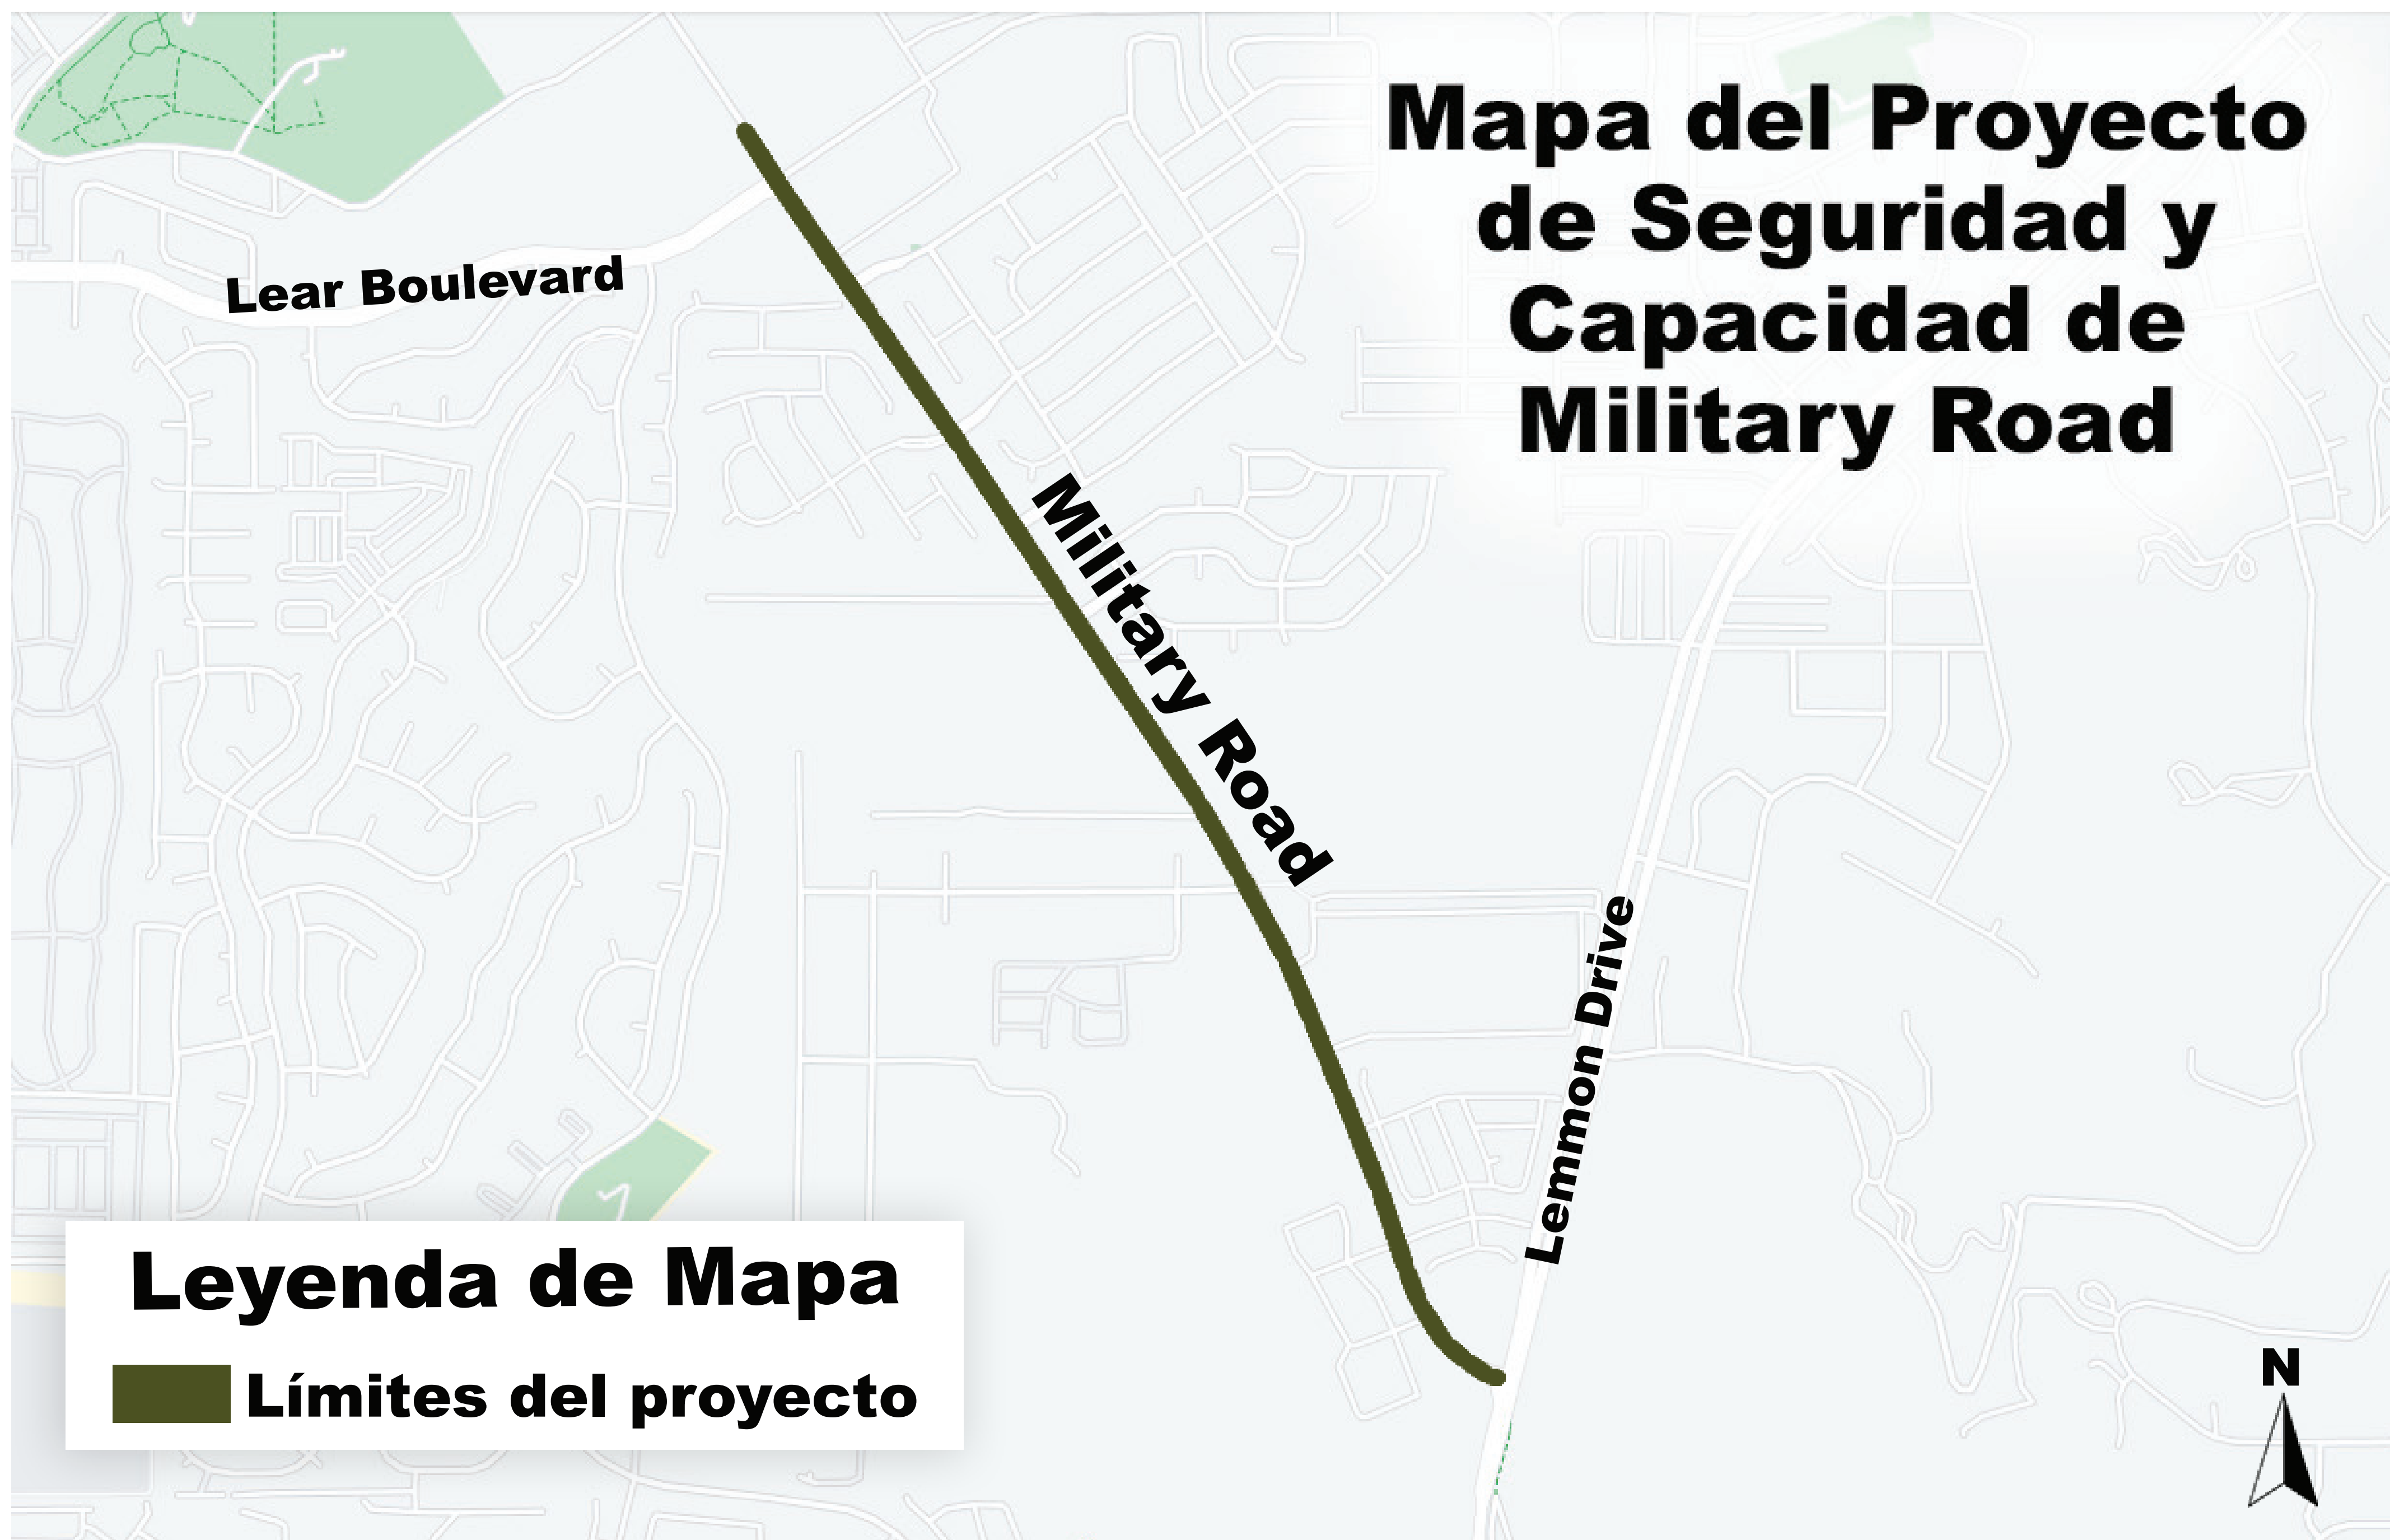 Mapa del Proyecto
de Seguridad y
Capacidad de
Military Road
Lear Boulevard
Military Road
Lemmon Drive
Leyenda de Mapa
Límites del proyecto
N